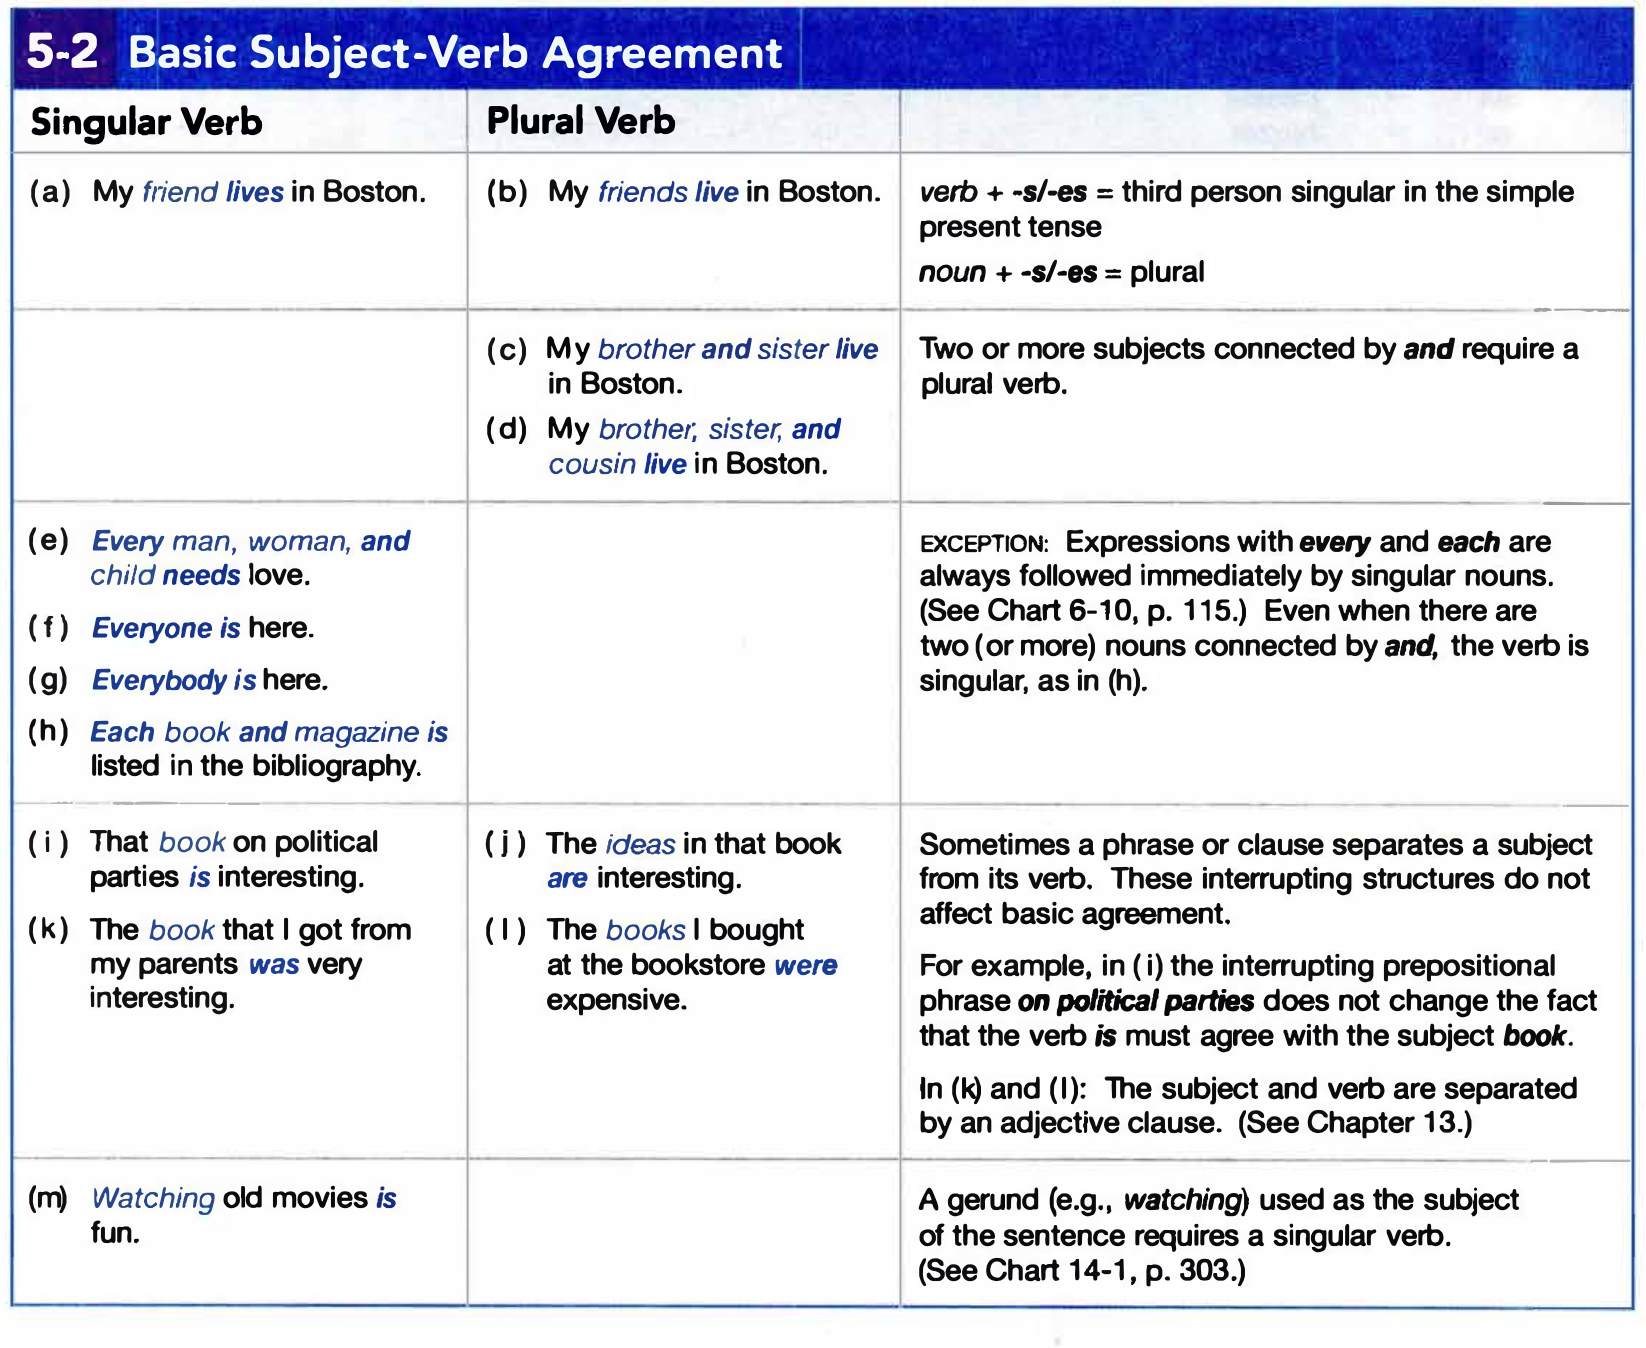 5-2 Basic Subject-Verb Agreement
Singular Verb
Plural Verb
(a) My friend lives in Boston.
(b) My friends live in Boston.
verb + -s/-es = third person singular in the simple
present tense
noun + -s/-es = plural
(c) My brother and sister live
in Boston.
(d) My brother, sister, and
cousin live in Boston.
Two or more subjects connected by and require a
plural verb.
(e) Every man, woman, and
child needs love.
(f) Everyone is here.
(g) Everybody is here.
(h) Each book and magazine is
listed in the bibliography.
EXCEPTION: Expressions with every and each are
always followed immediately by singular nouns.
(See Chart 6-10, p. 115.) Even when there are
two (or more) nouns connected by and, the verb is
singular, as in (h).
(i) That book on political
parties is interesting.
(k) The book that I got from
my parents was very
interesting.
(j) The ideas in that book
are interesting.
(l) The books I bought
at the bookstore were
expensive.
Sometimes a phrase or clause separates a subject
from its verb. These interrupting structures do not
affect basic agreement.
For example, in (i) the interrupting prepositional
phrase on political parties does not change the fact
that the verb is must agree with the subject book.
In (k) and (l): The subject and verb are separated
by an adjective clause. (See Chapter 13.)
(m) Watching old movies is
fun.
A gerund (e.g., watching) used as the subject
of the sentence requires a singular verb.
(See Chart 14-1, p. 303.)